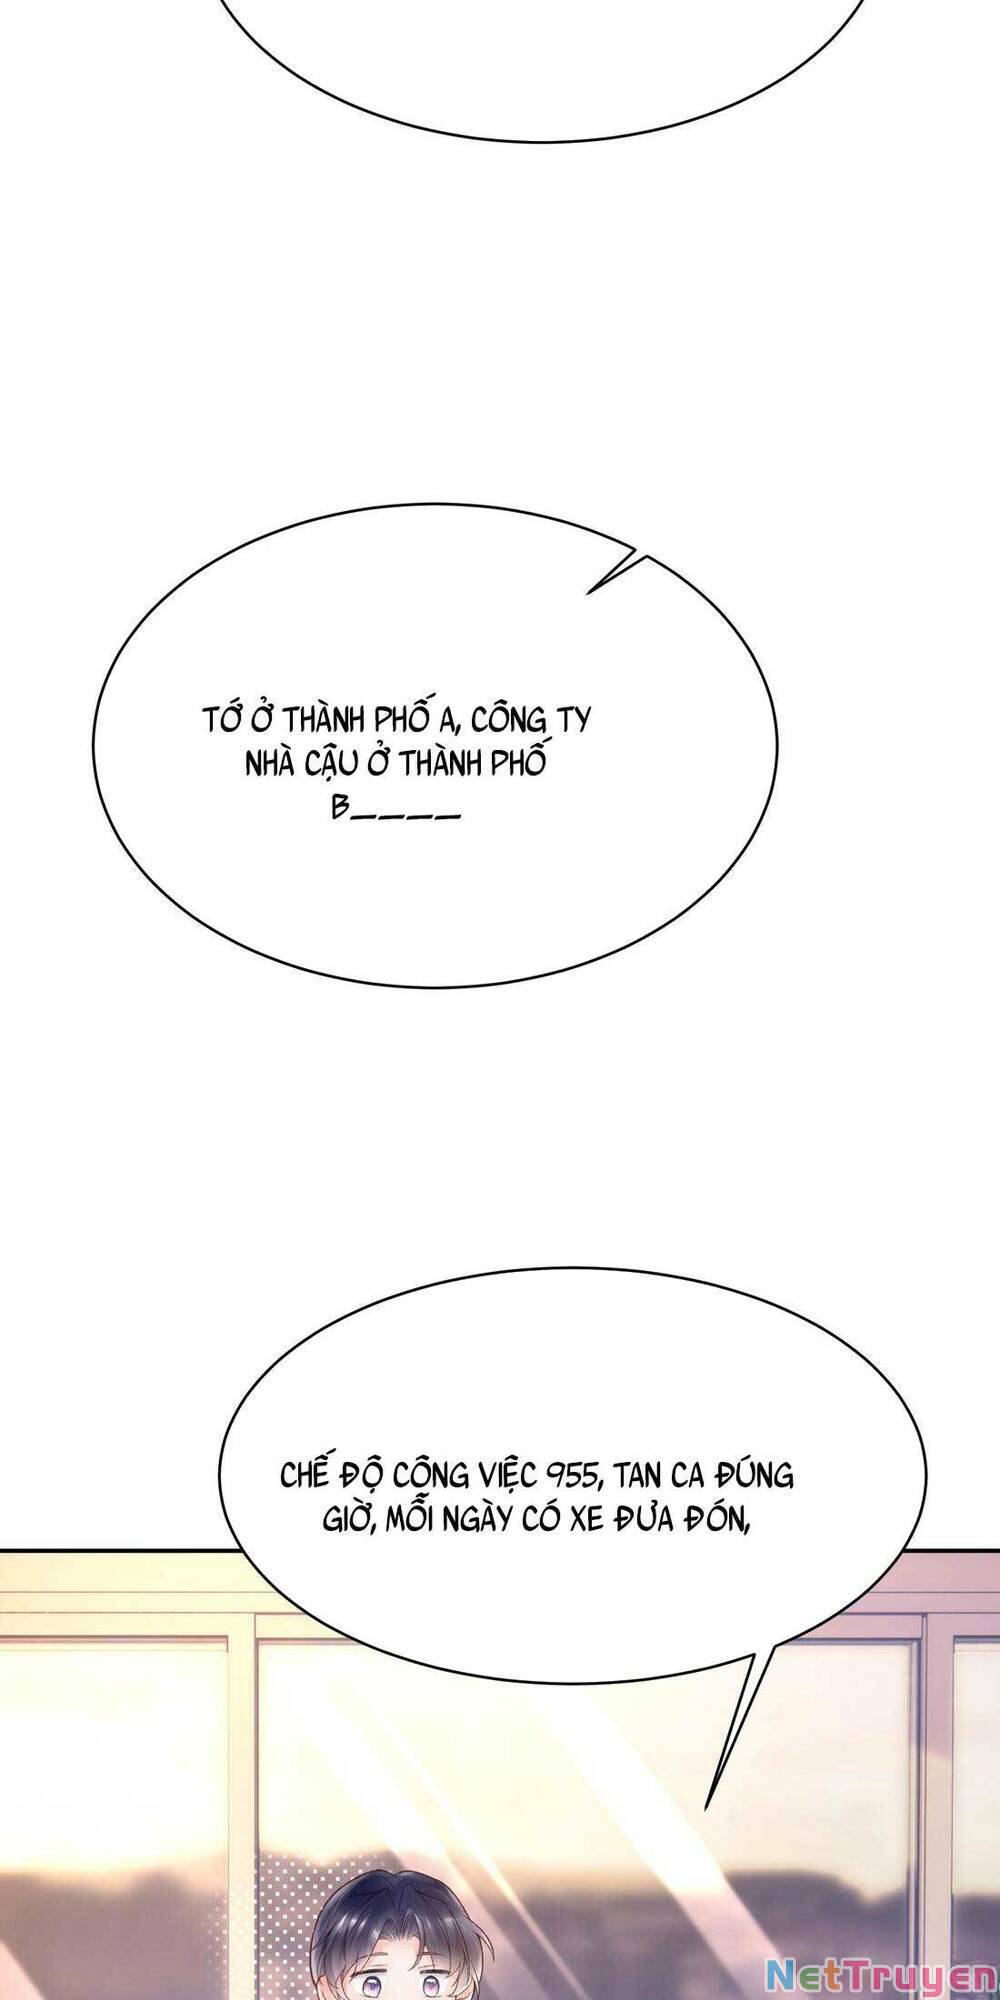 TỚ Ở THÀNH PHỐ A, CÔNG TY
NHÀ CẬU Ở THÀNH PHỐ
B____
CHẾ ĐỘ CÔNG VIỆC 955, TAN CA ĐÚNG
GIỜ, MỖI NGÀY CÓ XE ĐƯA ĐÓN,
NetTruyen